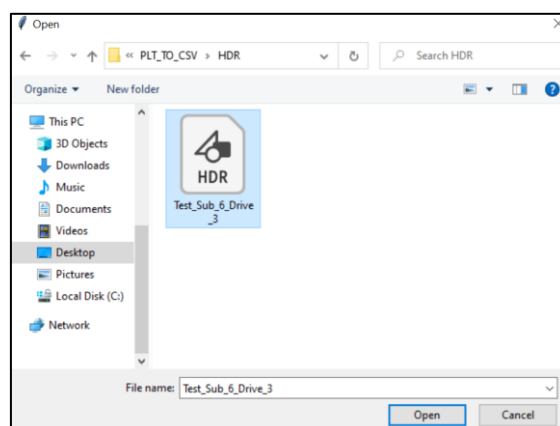 Open
« PLT_TO_CSV › HDR
Search HDR
Organize
New folder
This PC
3D Objects
Downloads
Music
Documents
Videos
Desktop
Pictures
Local Disk (C:)
Network
HDR
Test_Sub_6_Drive
_3
File name: Test_Sub_6_Drive_3
Open Cancel